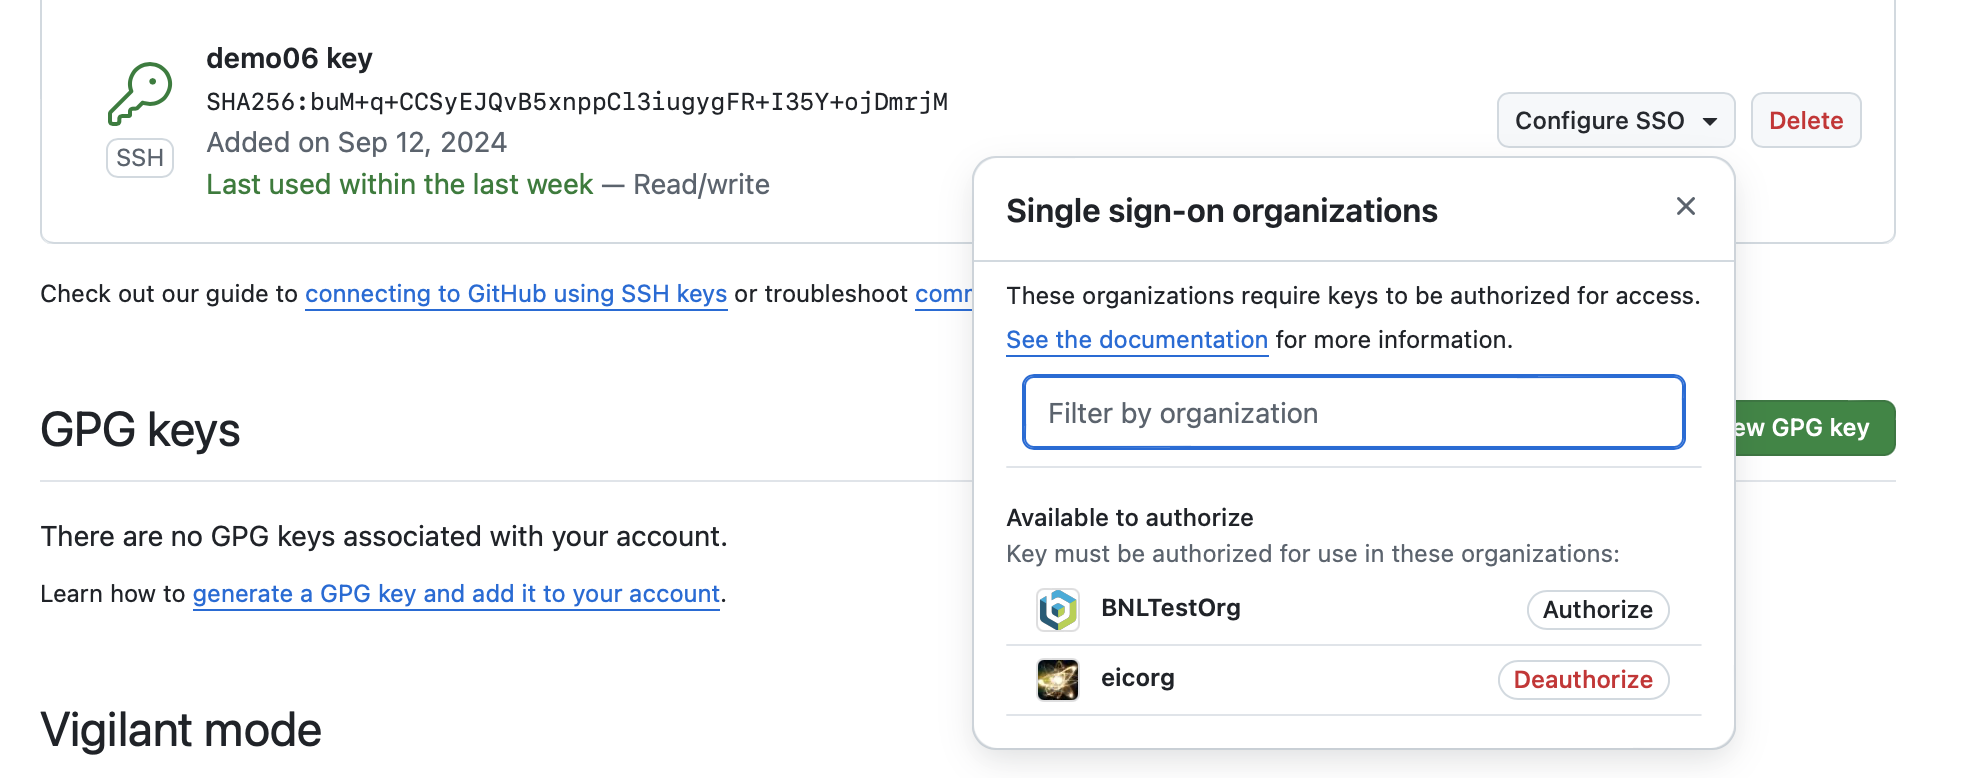 demo06 key
SHA256:buM+q+CCSyEJQvB5xnppCl3iugygFR+I35Y+ojDmrjM
Added on Sep 12, 2024
SSH
Last used within the last week — Read/write
Configure SSO
Delete
Single sign-on organizations
These organizations require keys to be authorized for access.
See the documentation for more information.
Filter by organization
Available to authorize
Key must be authorized for use in these organizations:
BNLTestOrg
Authorize
eicorg
Deauthorize
Check out our guide to connecting to GitHub using SSH keys or troubleshoot
GPG keys
GPG key
There are no GPG keys associated with your account.
Learn how to generate a GPG key and add it to your account.
Vigilant mode